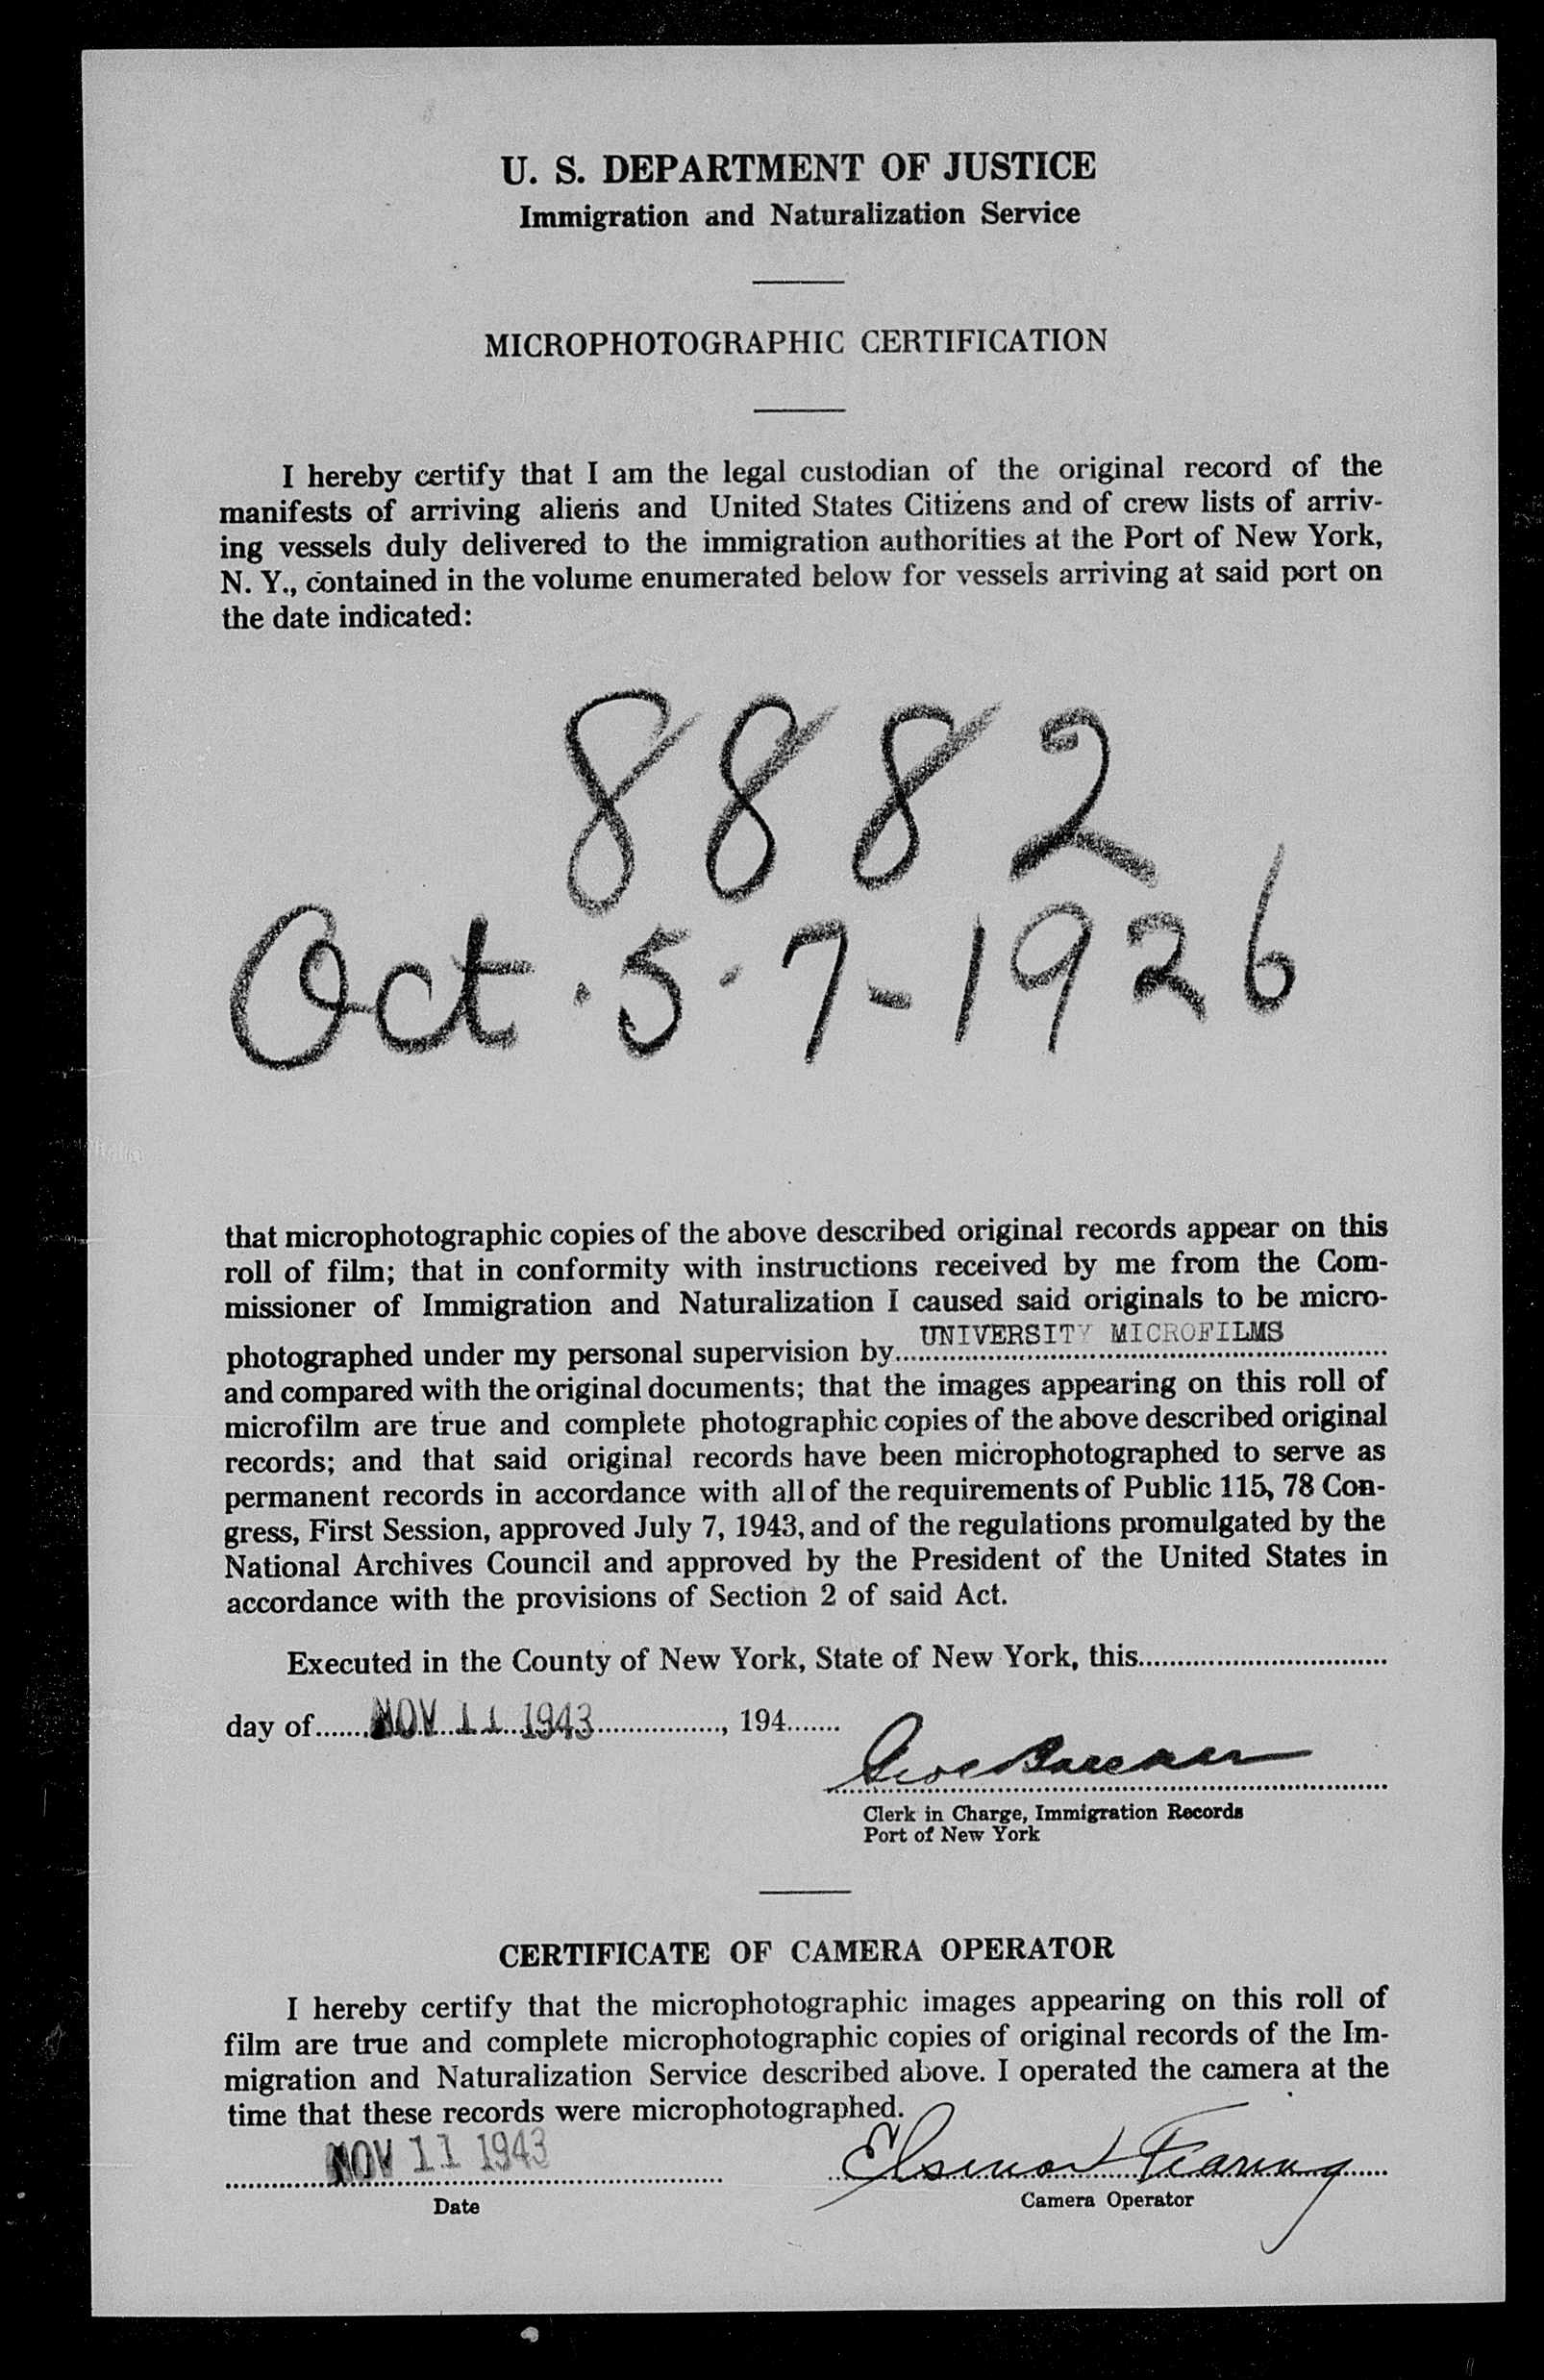 U. S. DEPARTMENT OF JUSTICE
Immigration and Naturalization Service
MICROPHOTOGRAPHIC CERTIFICATION
I hereby certify that I am the legal custodian of the original record of the
manifests of arriving aliens and United States Citizens and of crew lists of arriv-
ing vessels duly delivered to the immigration authorities at the Port of New York,
N. Y., contained in the volume enumerated below for vessels arriving at said port on
the date indicated:
8882
Oct. 5-7-1926
that microphotographic copies of the above described original records appear on this
roll of film; that in conformity with instructions received by me from the Com-
missioner of Immigration and Naturalization I caused said originals to be micro-
photographed under my personal supervision by UNIVERSITY MICROFILMS
and compared with the original documents; that the images appearing on this roll of
microfilm are true and complete photographic copies of the above described original
records; and that said original records have been microphotographed to serve as
permanent records in accordance with all of the requirements of Public 115, 78 Con-
gress, First Session, approved July 7, 1943, and of the regulations promulgated by the
National Archives Council and approved by the President of the United States in
accordance with the provisions of Section 2 of said Act.
Executed in the County of New York, State of New York, this
day of NOV 11 1943, 194
Clerk in Charge, Immigration Records
Port of New York
CERTIFICATE OF CAMERA OPERATOR
I hereby certify that the microphotographic images appearing on this roll of
film are true and complete microphotographic copies of original records of the Im-
migration and Naturalization Service described above. I operated the camera at the
time that these records were microphotographed.
NOV 11 1943
Date
Camera Operator